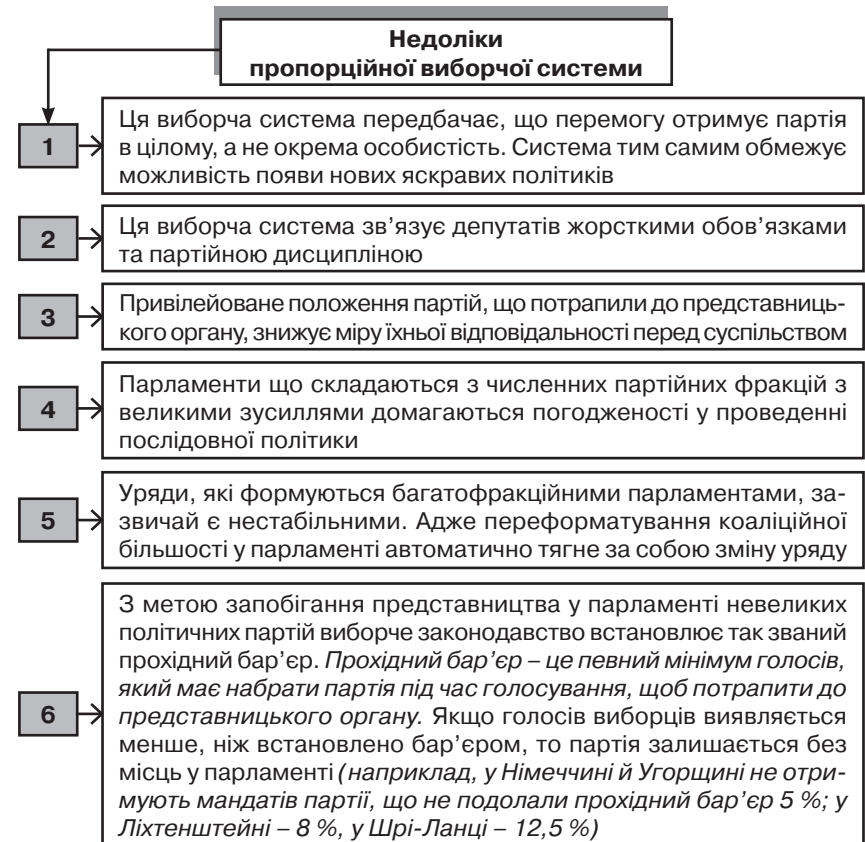 Недоліки
пропорційної виборчої системи
1
Ця виборча система передбачає, що перемогу отримує партія
в цілому, а не окрема особистість. Система тим самим обмежує
можливість появи нових яскравих політиків
2
Ця виборча система зв’язує депутатів жорсткими обов’язками
та партійною дисципліною
3
Привілейоване положення партій, що потрапили до представниць-
кого органу, знижує міру їхньої відповідальності перед суспільством
4
Парламенти що складаються з численних партійних фракцій з
великими зусиллями домагаються погодженості у проведенні
послідовної політики
5
Уряди, які формуються багатофракційними парламентами, за-
звичай є нестабільними. Адже переформатування коаліційної
більшості у парламенті автоматично тягне за собою зміну уряду
6
З метою запобігання представництва у парламенті невеликих
політичних партій виборче законодавство встановлює так званий
прохідний бар’єр. Прохідний бар’єр – це певний мінімум голосів,
який має набрати партія під час голосування, щоб потрапити до
представницького органу. Якщо голосів виборців виявляється
менше, ніж встановлено бар’єром, то партія залишається без
місць у парламенті (наприклад, у Німеччині й Угорщині не отри-
мують мандатів партії, що не подолали прохідний бар’єр 5 %; у
Ліхтенштейні – 8 %, у Шрі-Ланці – 12,5 %)